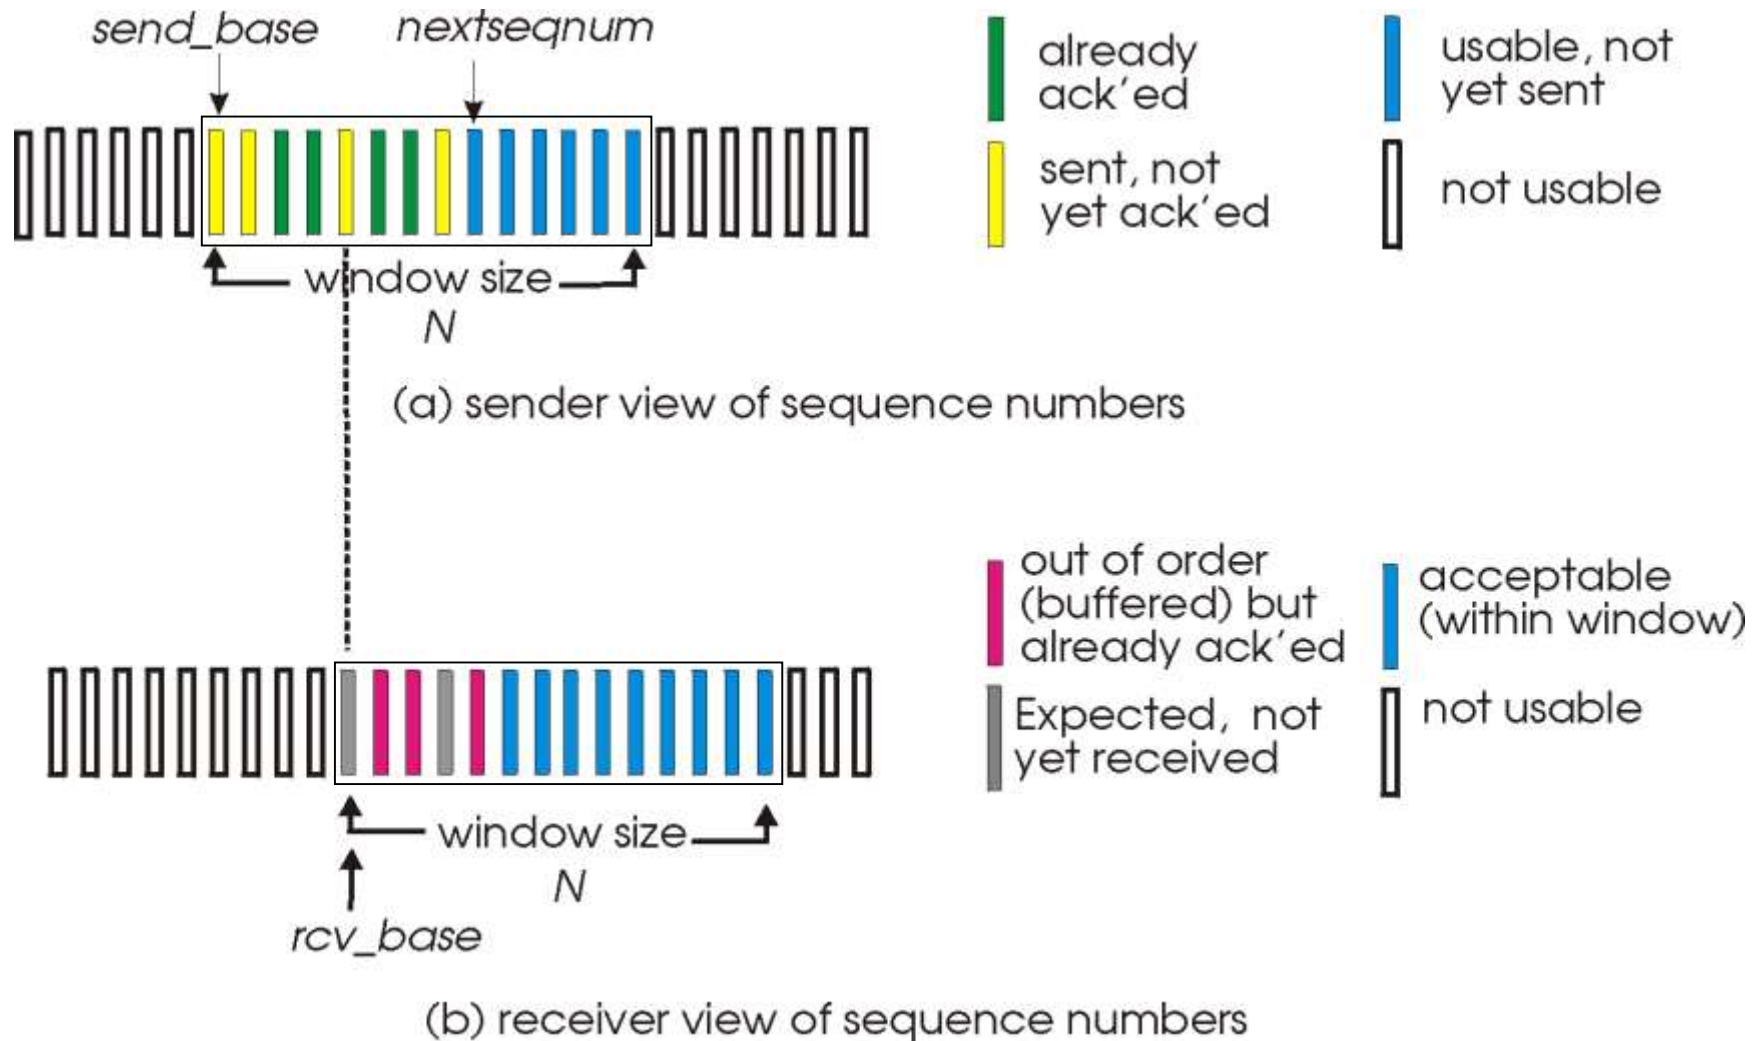 send_base
nextseqnum
already
ack'ed
usable, not
yet sent
sent, not
yet ack'ed
not usable
window size
N
(a) sender view of sequence numbers
out of order
(buffered) but
already ack'ed
acceptable
(within window)
Expected, not
yet received
not usable
window size
N
rcv_base
(b) receiver view of sequence numbers